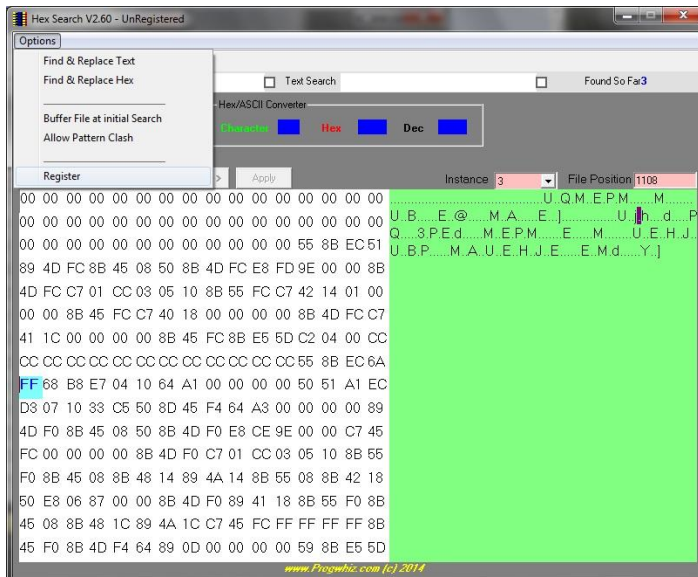 Hex Search V2.60 - UnRegistered
Options
Find & Replace Text
Find & Replace Hex
Buffer File at initial Search
Allow Pattern Clash
Register
Text Search
Found So Far3
Hex/ASCII Converter
Character
Hex
Dec
> Apply
Instance 3
File Position 1108
00 00 00 00 00 00 00 00 00 00 00 00 00 00 00 00
00 00 00 00 00 00 00 00 00 00 00 00 00 00 00 00
00 00 00 00 00 00 00 00 00 00 00 00 55 8B EC 51
89 4D FC 8B 45 08 50 8B 4D FC E8 FD 9E 00 00 8B
4D FC C7 01 CC 03 05 10 8B 55 FC C7 42 14 01 00
00 00 8B 45 FC C7 40 18 00 00 00 00 8B 4D FC C7
41 1C 00 00 00 00 8B 45 FC 8B E5 5D C2 04 00 CC
CC CC CC CC CC CC CC CC CC CC CC CC 55 8B EC 6A
FF 68 B8 E7 04 10 64 A1 00 00 00 00 50 51 A1 EC
D3 07 10 33 C5 50 8D 45 F4 64 A3 00 00 00 00 89
4D F0 8B 45 08 50 8B 4D F0 E8 CE 9E 00 00 C7 45
FC 00 00 00 00 8B 4D F0 C7 01 CC 03 05 10 8B 55
F0 8B 45 08 8B 48 14 89 4A 14 8B 55 08 8B 42 18
50 E8 06 87 00 00 8B 4D F0 89 41 18 8B 55 F0 8B
45 08 8B 48 1C 89 4A 1C C7 45 FC FF FF FF FF 8B
45 F0 8B 4D F4 64 89 0D 00 00 00 00 59 8B E5 5D
www.Progwhiz.com (c) 2014